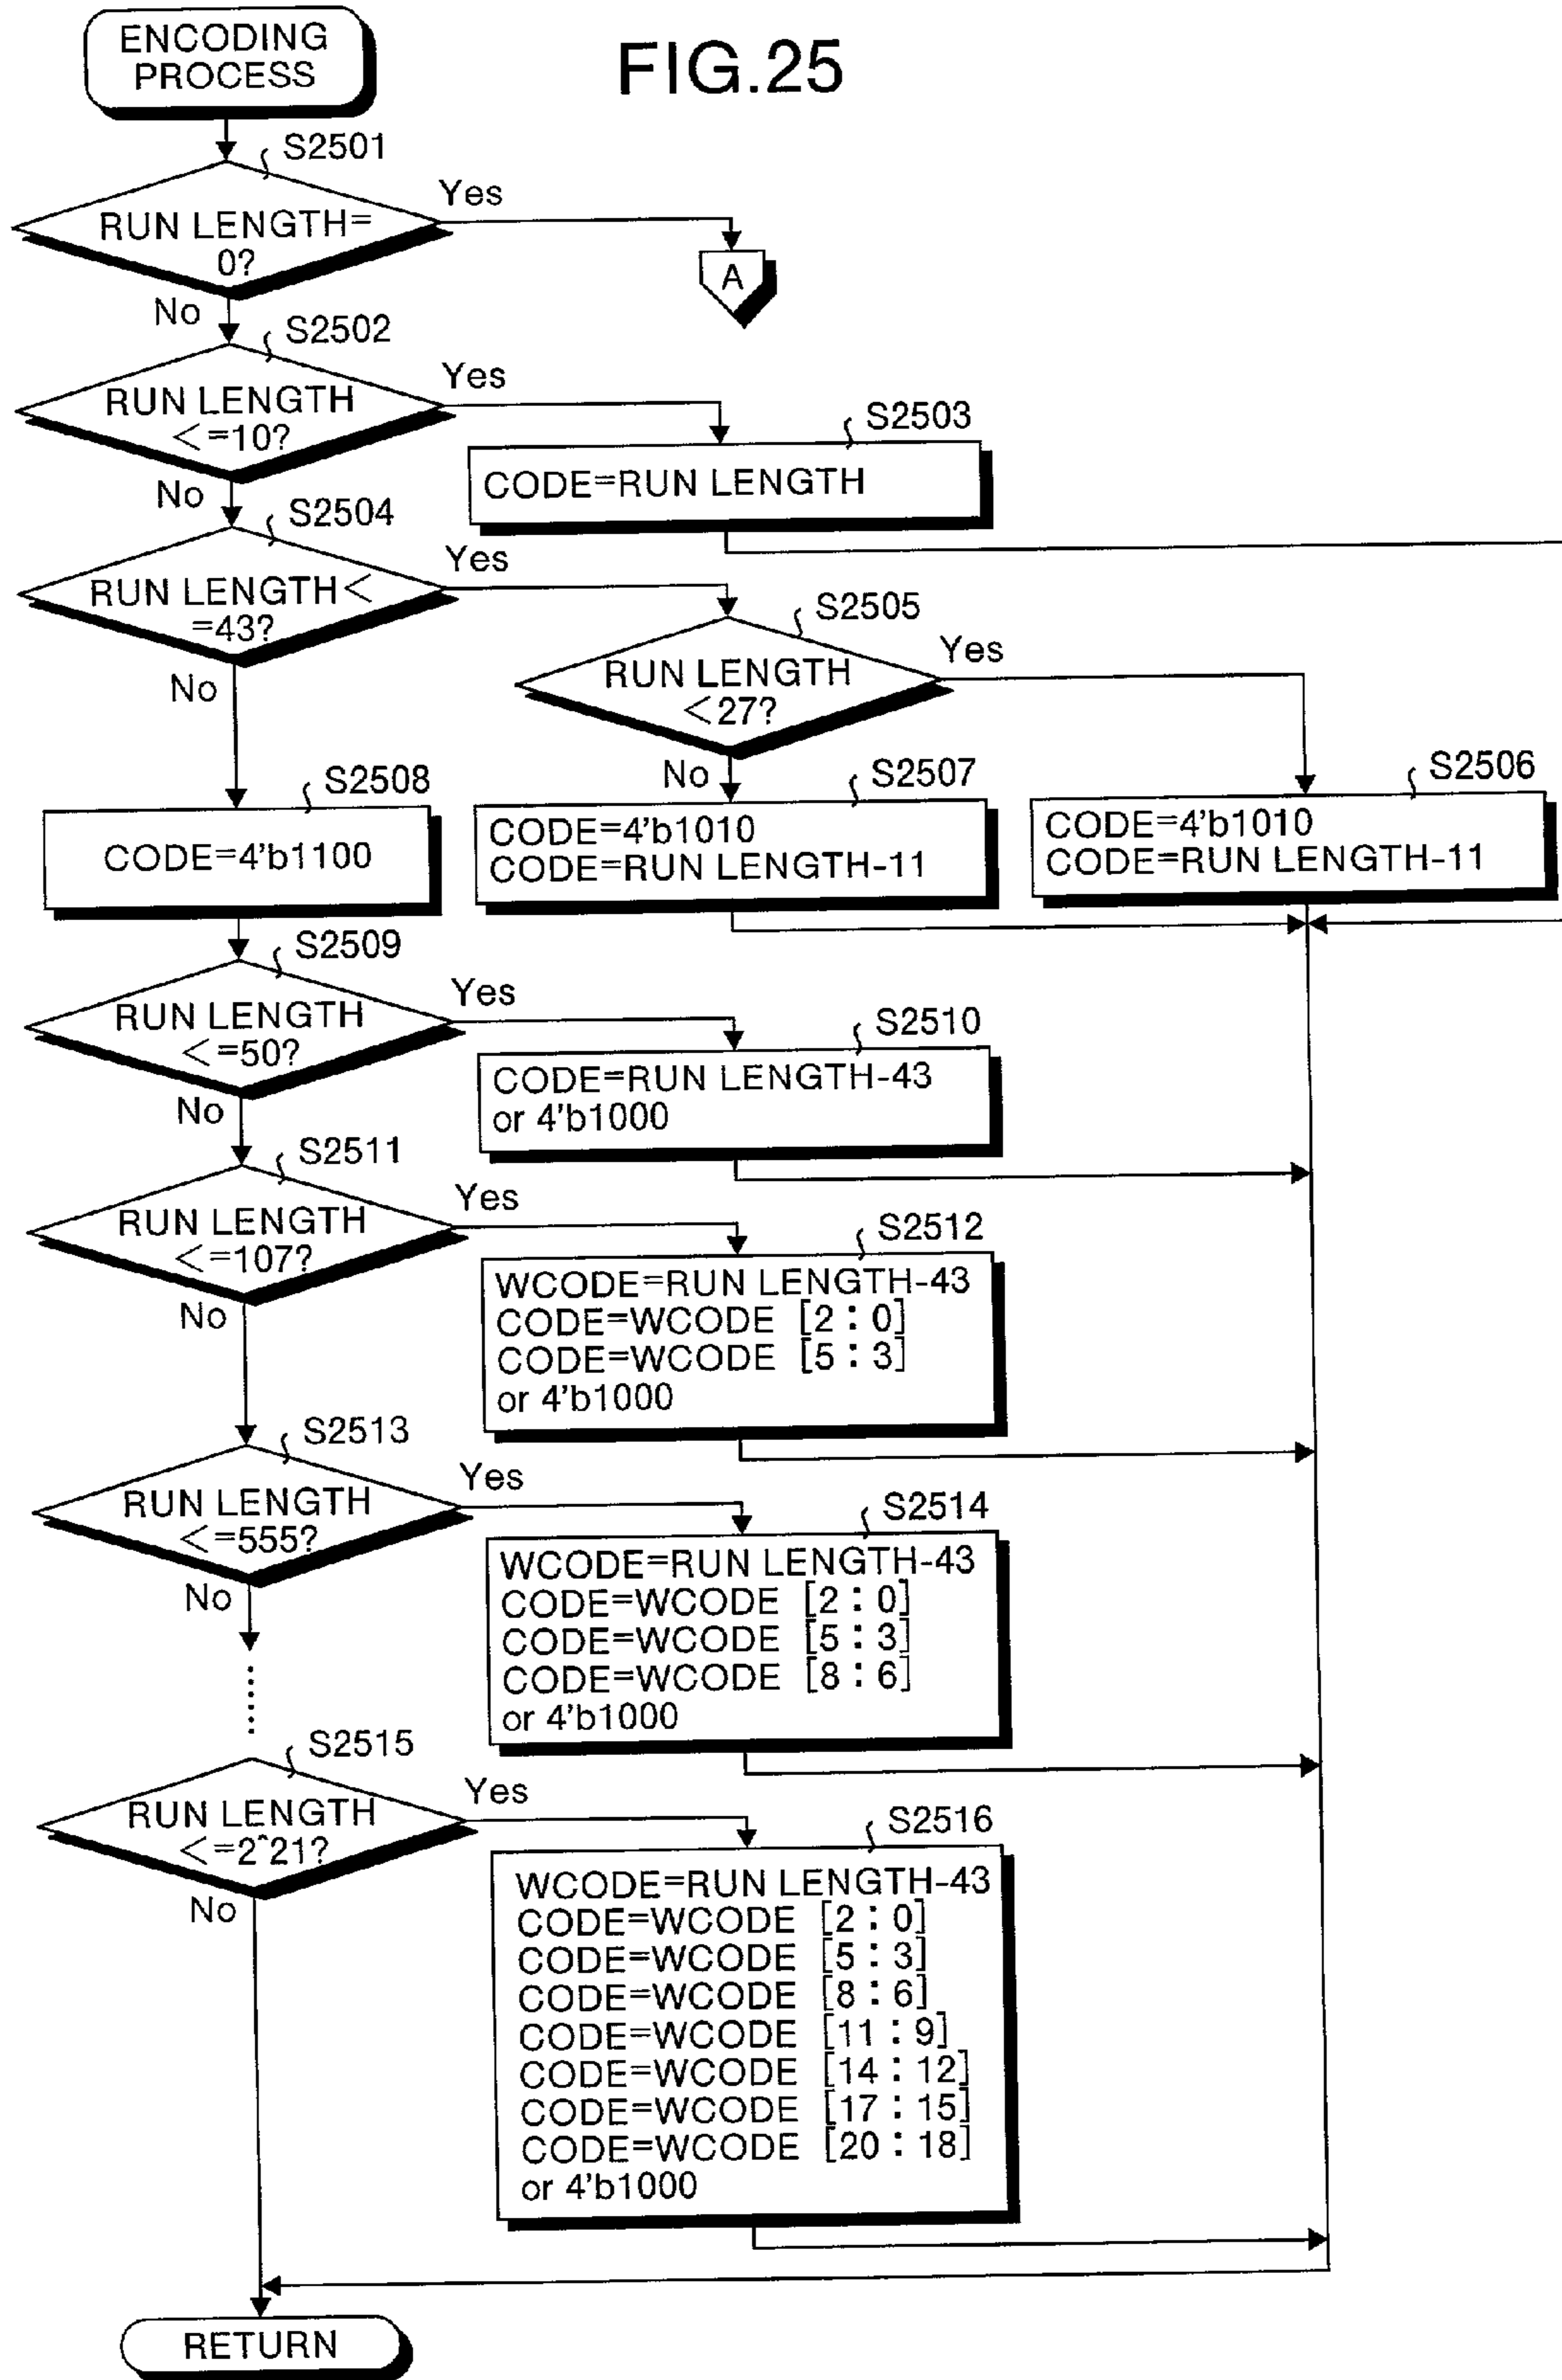 ENCODING
PROCESS
FIG.25
S2501
RUN LENGTH=
0?
Yes
A
No
S2502
RUN LENGTH
<=10?
Yes
S2503
CODE=RUN LENGTH
No
S2504
RUN LENGTH<
=43?
Yes
S2505
RUN LENGTH
<27?
Yes
No
No
S2508
CODE=4'b1100
S2507
CODE=4'b1010
CODE=RUN LENGTH-11
S2506
CODE=4'b1010
CODE=RUN LENGTH-11
S2509
RUN LENGTH
<=50?
Yes
S2510
CODE=RUN LENGTH-43
or 4'b1000
No
S2511
RUN LENGTH
<=107?
Yes
S2512
WCODE=RUN LENGTH-43
CODE=WCODE [2 : 0]
CODE=WCODE [5 : 3]
or 4'b1000
No
S2513
RUN LENGTH
<=555?
Yes
S2514
WCODE=RUN LENGTH-43
CODE=WCODE [2 : 0]
CODE=WCODE [5 : 3]
CODE=WCODE [8 : 6]
or 4'b1000
No
S2515
RUN LENGTH
<=2^21?
Yes
S2516
WCODE=RUN LENGTH-43
CODE=WCODE [2 : 0]
CODE=WCODE [5 : 3]
CODE=WCODE [8 : 6]
CODE=WCODE [11 : 9]
CODE=WCODE [14 : 12]
CODE=WCODE [17 : 15]
CODE=WCODE [20 : 18]
or 4'b1000
No
RETURN